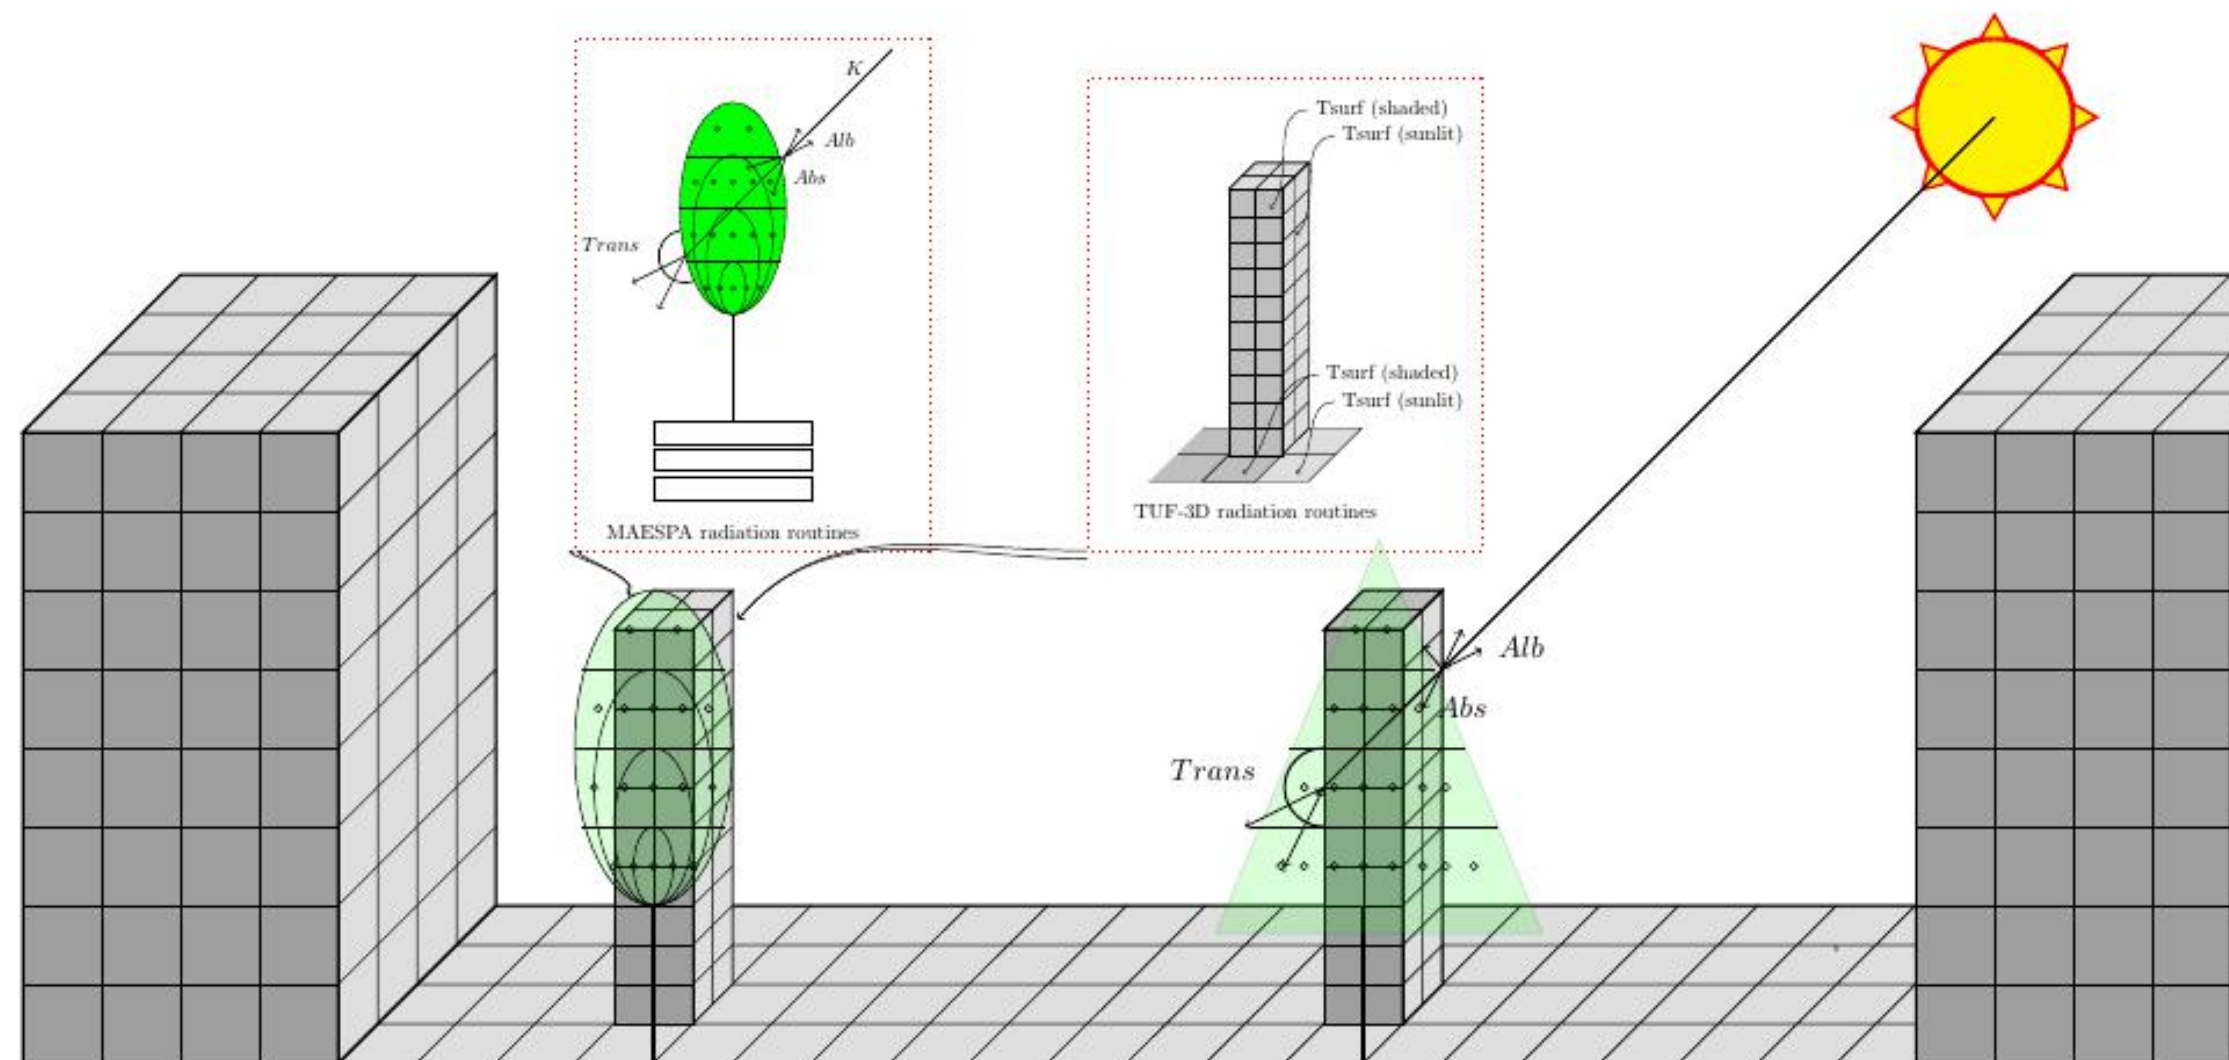 K
Alb
Abs
Trans
MAESPA radiation routines
Tsurf (shaded)
Tsurf (sunlit)
Tsurf (shaded)
Tsurf (sunlit)
TUF-3D radiation routines
Alb
Abs
Trans